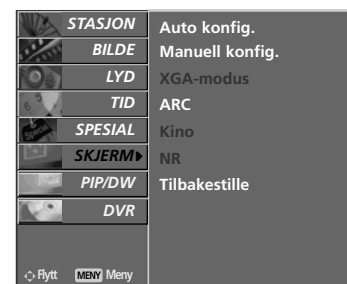 STASJON
BILDE
LYD
TID
SPESIAL
SKJERM
PIP/DW
DVR
Flytt MENY Meny
Auto konfig.
Manuell konfig.
XGA-modus
ARC
Kino
NR
Tilbakestille